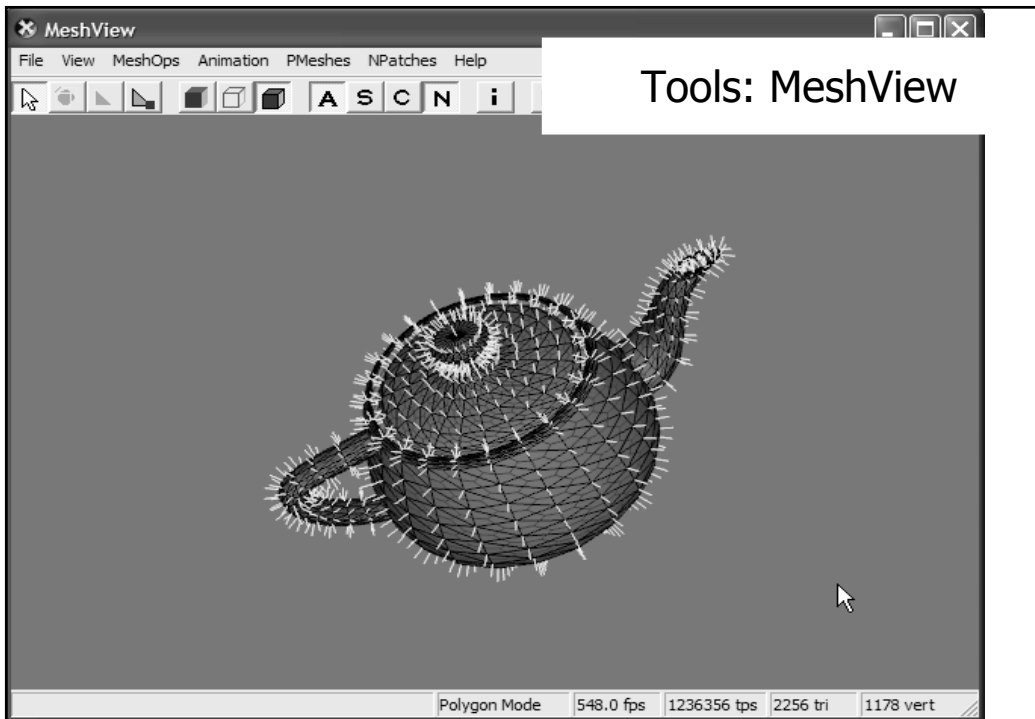 MeshView
Tools: MeshView
File View MeshOps Animation PMeshes NPatches Help
A S C N i
Polygon Mode 548.0 fps 1236356 tps 2256 tri 1178 vert